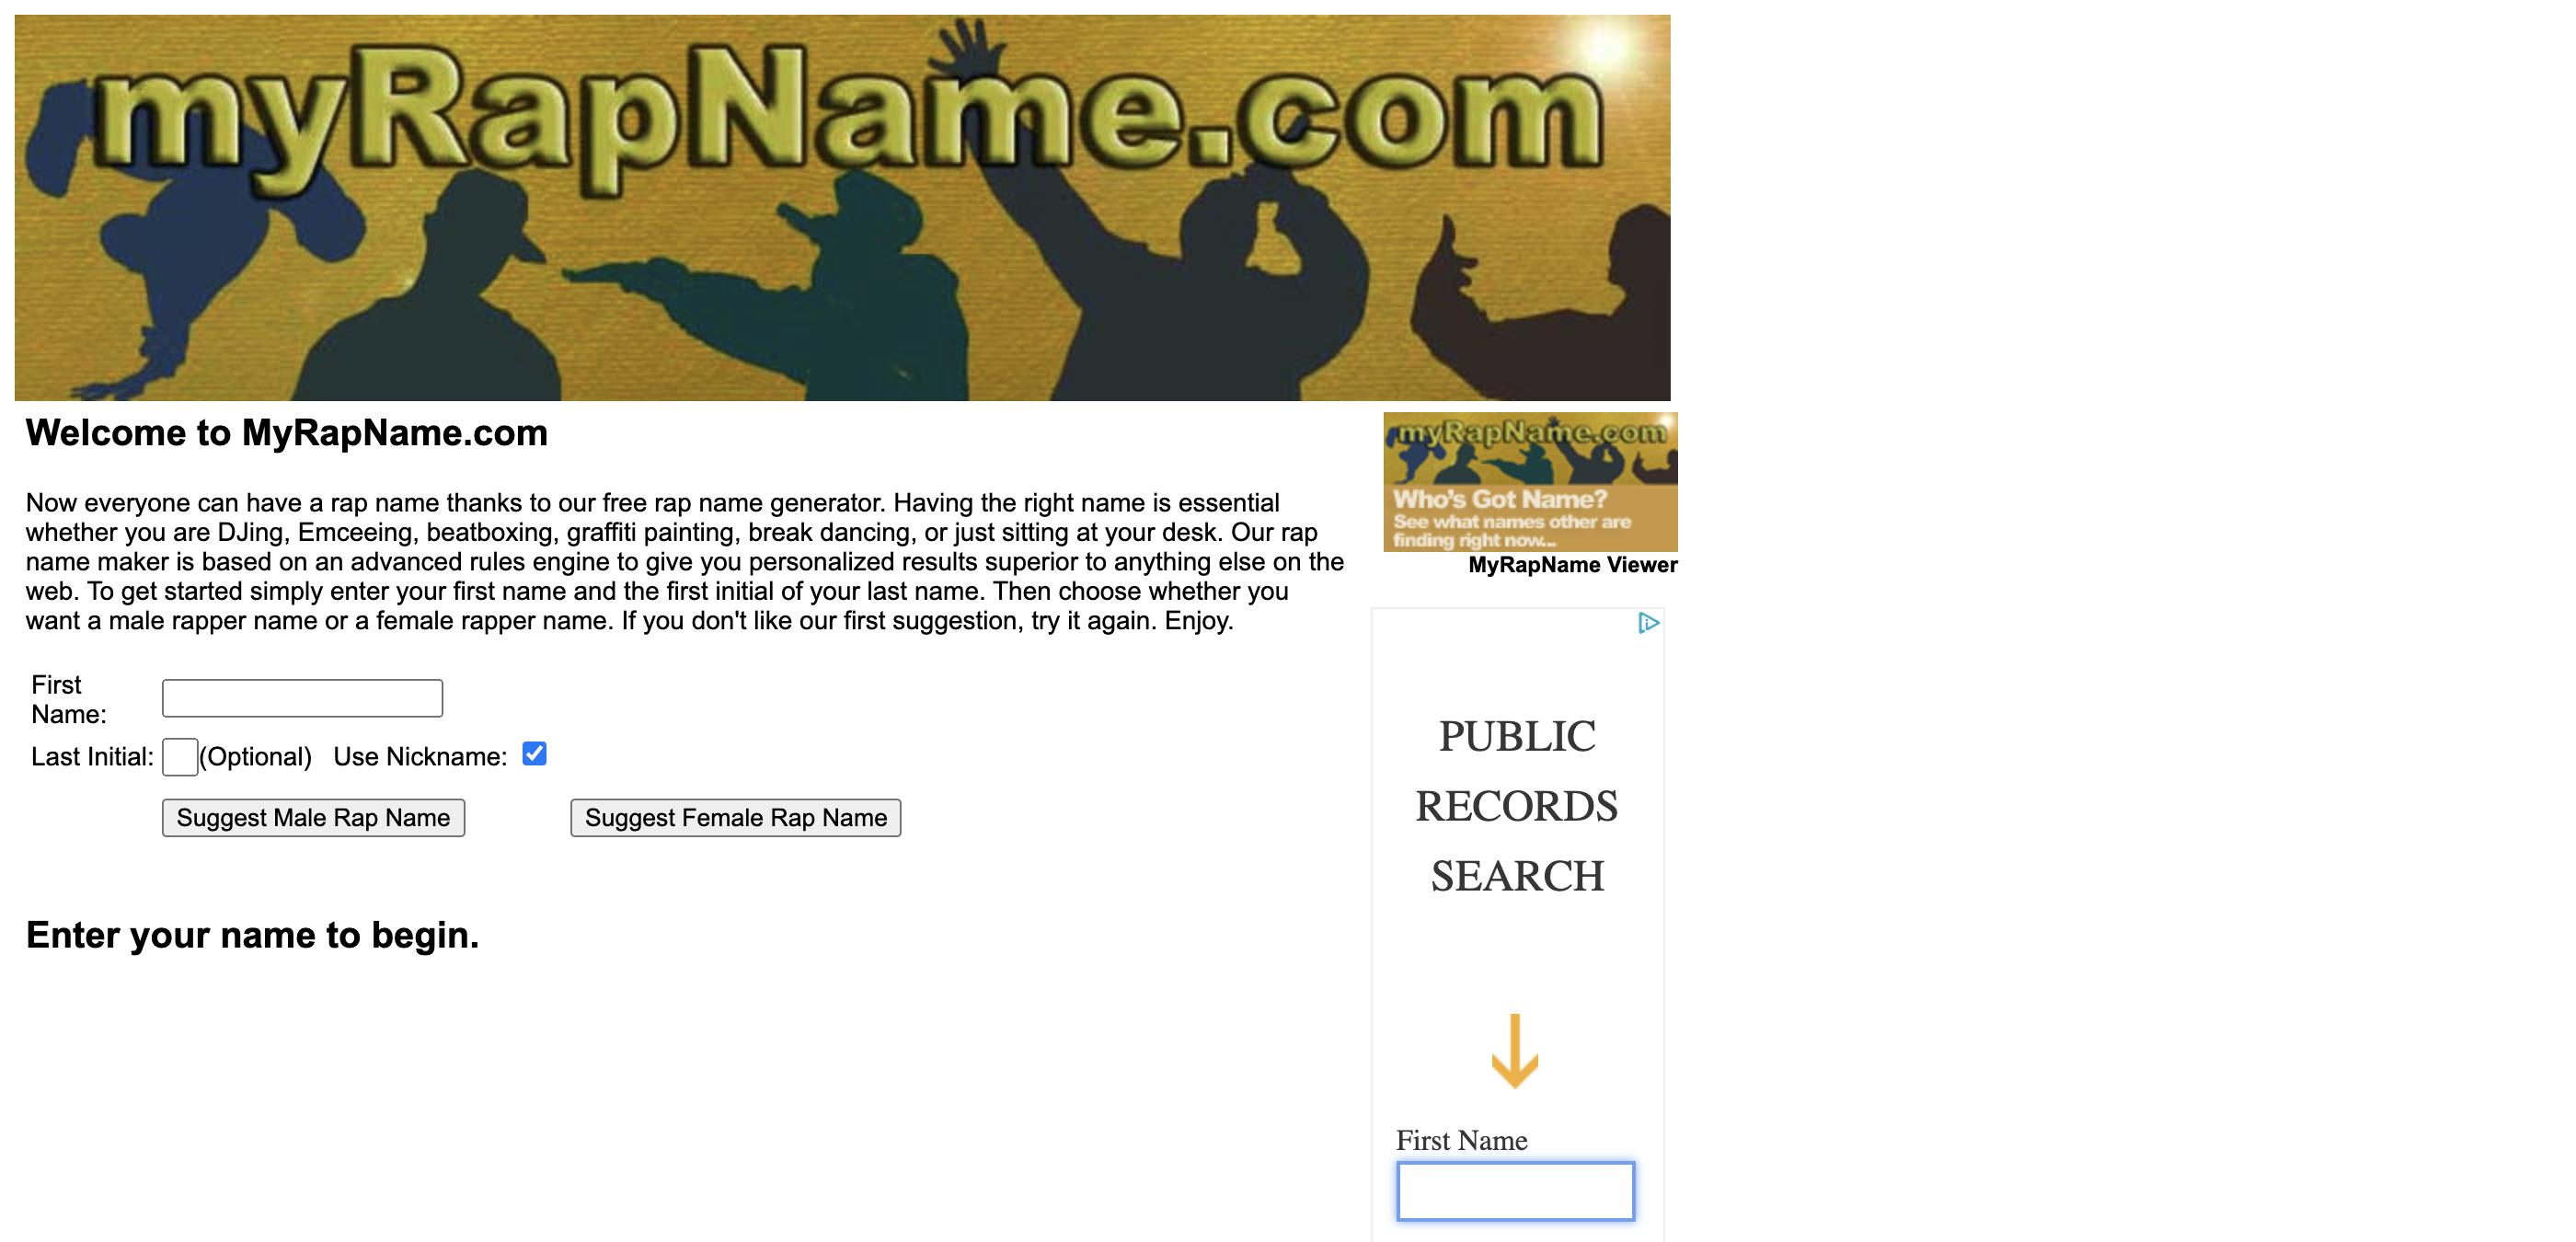 myRapName.com
Welcome to MyRapName.com
Now everyone can have a rap name thanks to our free rap name generator. Having the right name is essential
whether you are DJing, Emceeing, beatboxing, graffiti painting, break dancing, or just sitting at your desk. Our rap
name maker is based on an advanced rules engine to give you personalized results superior to anything else on the
web. To get started simply enter your first name and the first initial of your last name. Then choose whether you
want a male rapper name or a female rapper name. If you don't like our first suggestion, try it again. Enjoy.
First
Name:
Last Initial: (Optional) Use Nickname:
Suggest Male Rap Name Suggest Female Rap Name
Enter your name to begin.
myRapName.com
Who's Got Name?
See what names other are
finding right now...
MyRapName Viewer
PUBLIC
RECORDS
SEARCH
First Name